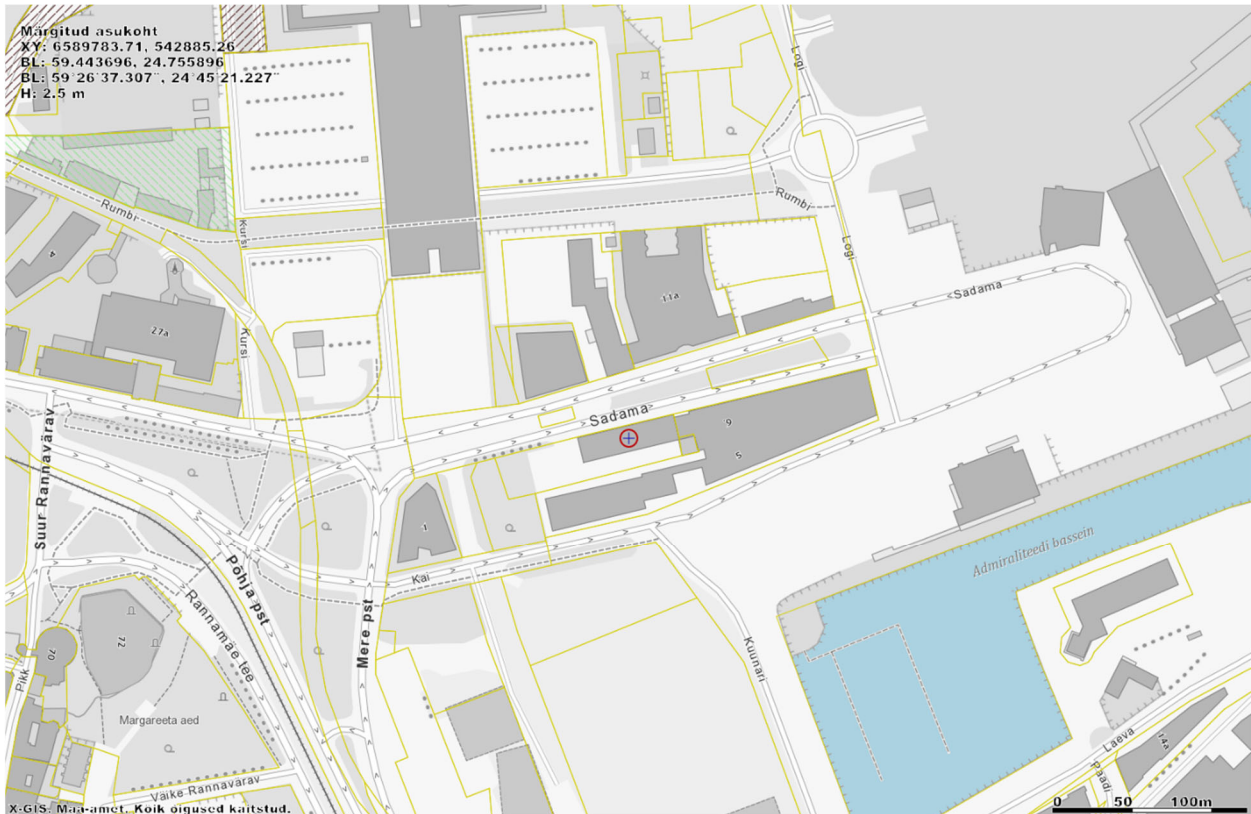 Märgitud asukoht
XY: 6589783.71, 542885.26
BL: 59.443696, 24.755896
BL: 59°26'37.307", 24°45'21.227"
H: 2.5 m
Logi
Rumbi
Kursi
Rumbi
Logi
4
11a
Sadama
27a
Kursi
Sadama
9
5
Suur Rannavärav
1
Admiraliteedi bassein
Põhja pst
Kai
Rannamäe tee
Mere pst
Kuunari
72
70
Pikk
Margareeta aed
Laeva
14a
Paadi
Väike Rannavärav
X-GIS. Maa-amet. Kõik õigused kaitstud.
0 50 100m